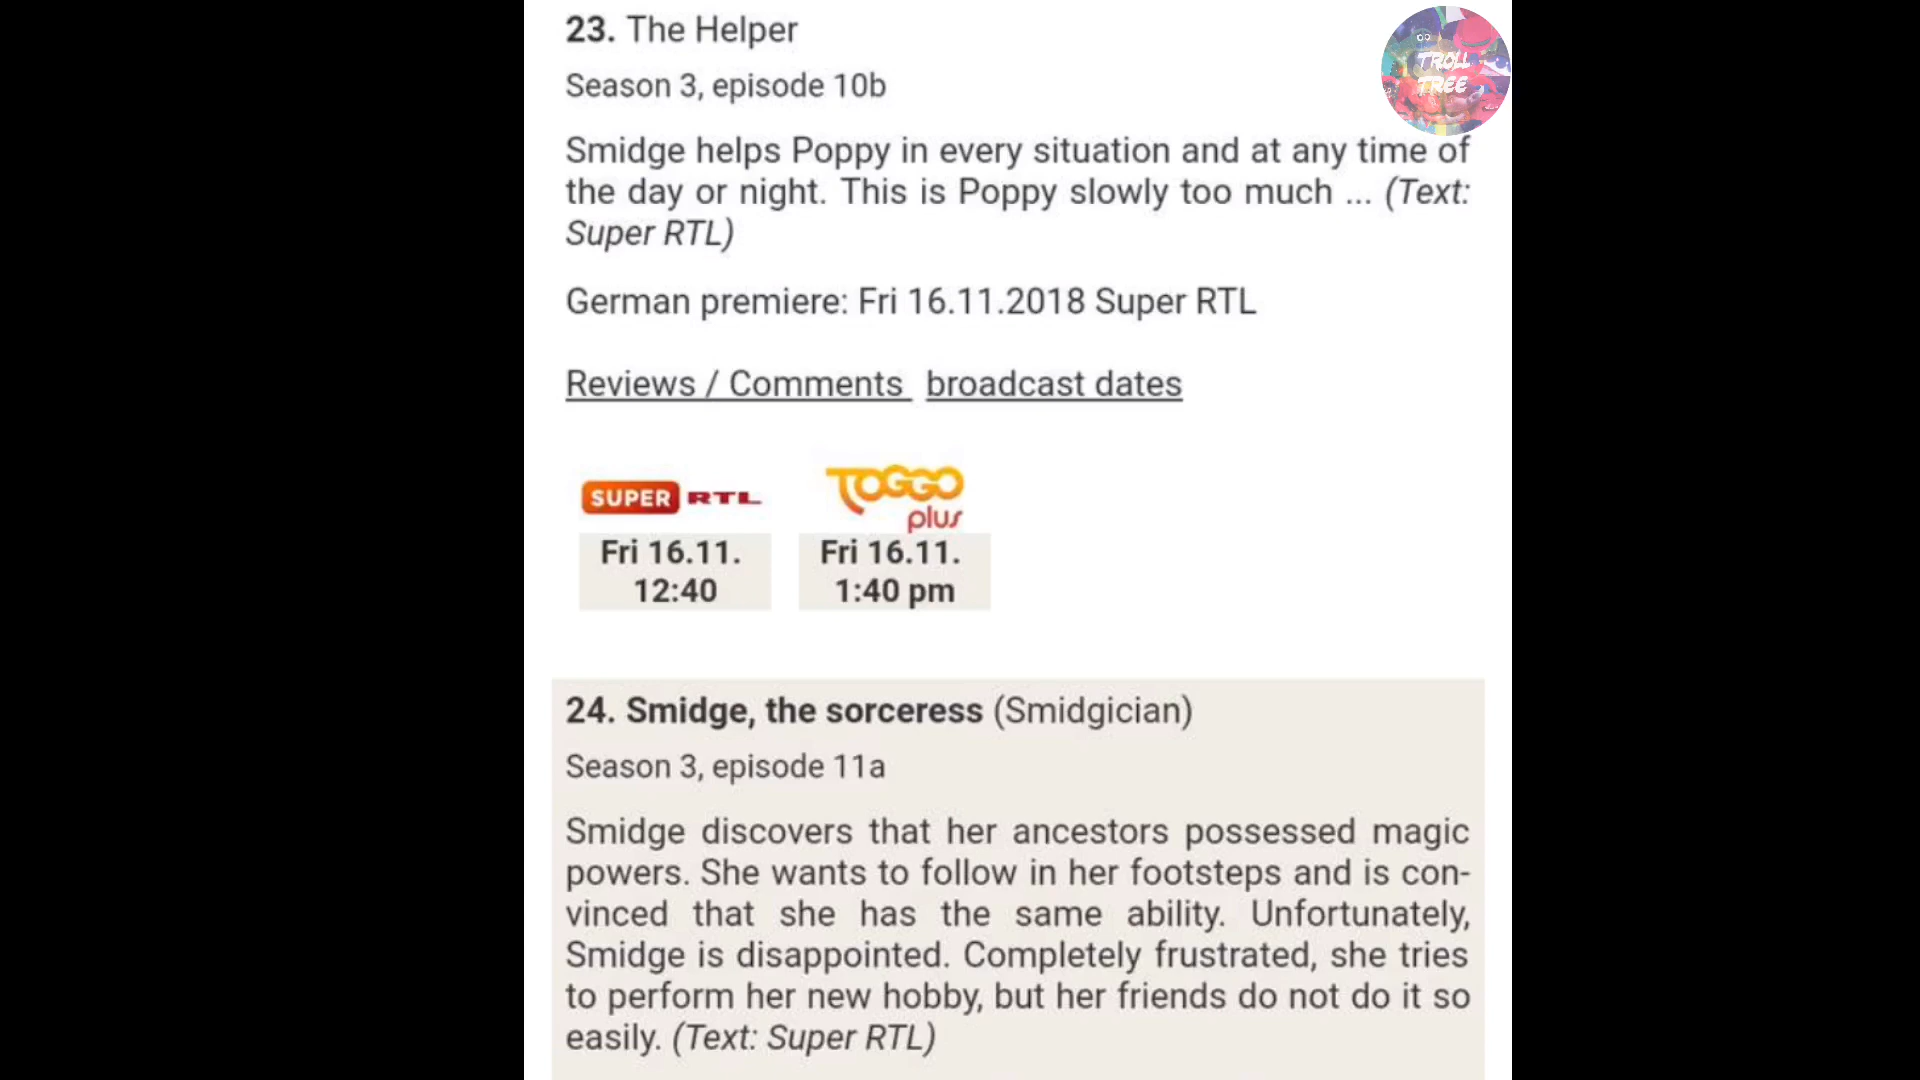 23. The Helper
TROLL
TREE
Season 3, episode 10b
Smidge helps Poppy in every situation and at any time of
the day or night. This is Poppy slowly too much ... (Text:
Super RTL)
German premiere: Fri 16.11.2018 Super RTL
Reviews / Comments broadcast dates
SUPER RTL
TOGGO
plus
Fri 16.11.
12:40
Fri 16.11.
1:40 pm
24. Smidge, the sorceress (Smidgician)
Season 3, episode 11a
Smidge discovers that her ancestors possessed magic
powers. She wants to follow in her footsteps and is con-
vinced that she has the same ability. Unfortunately,
Smidge is disappointed. Completely frustrated, she tries
to perform her new hobby, but her friends do not do it so
easily. (Text: Super RTL)